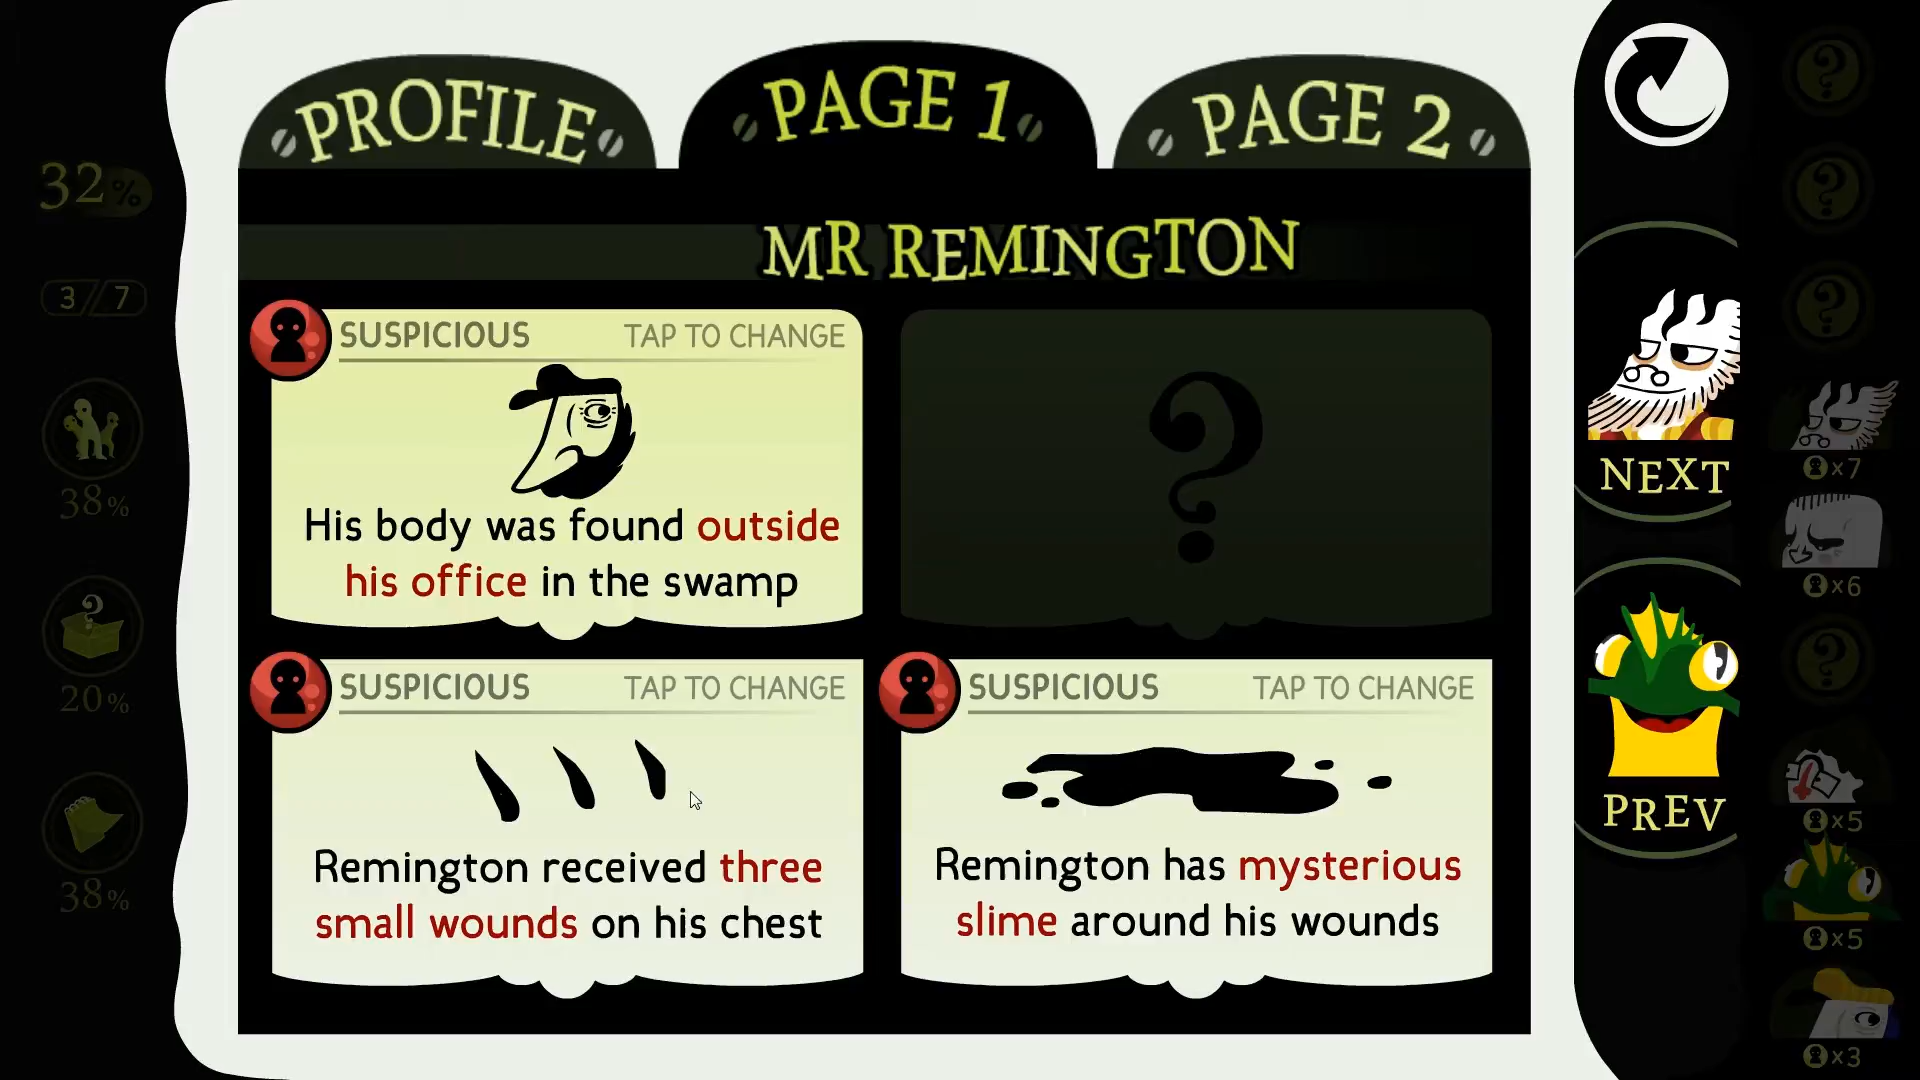 PROFILE
PAGE 1
PAGE 2
MR REMINGTON
SUSPICIOUS
TAP TO CHANGE
His body was found outside
his office in the swamp
?
SUSPICIOUS
TAP TO CHANGE
Remington received three
small wounds on his chest
SUSPICIOUS
TAP TO CHANGE
Remington has mysterious
slime around his wounds
NEXT
PREV
32%
3/7
?
38%
20%
38%
?
?
?
x7
x6
?
x5
x5
x3